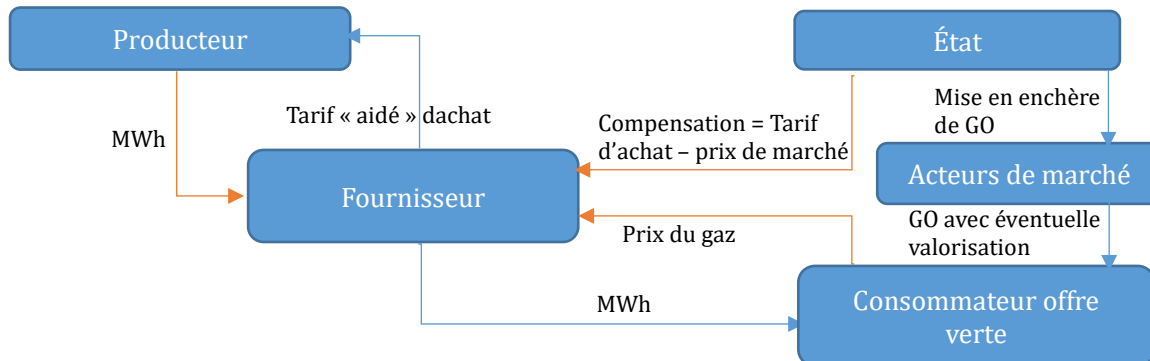 Producteur
État
Tarif « aidé » dachat
MWh
Compensation = Tarif
d’achat – prix de marché
Mise en enchère
de GO
Fournisseur
Acteurs de marché
Prix du gaz
GO avec éventuelle
valorisation
MWh
Consommateur offre
verte